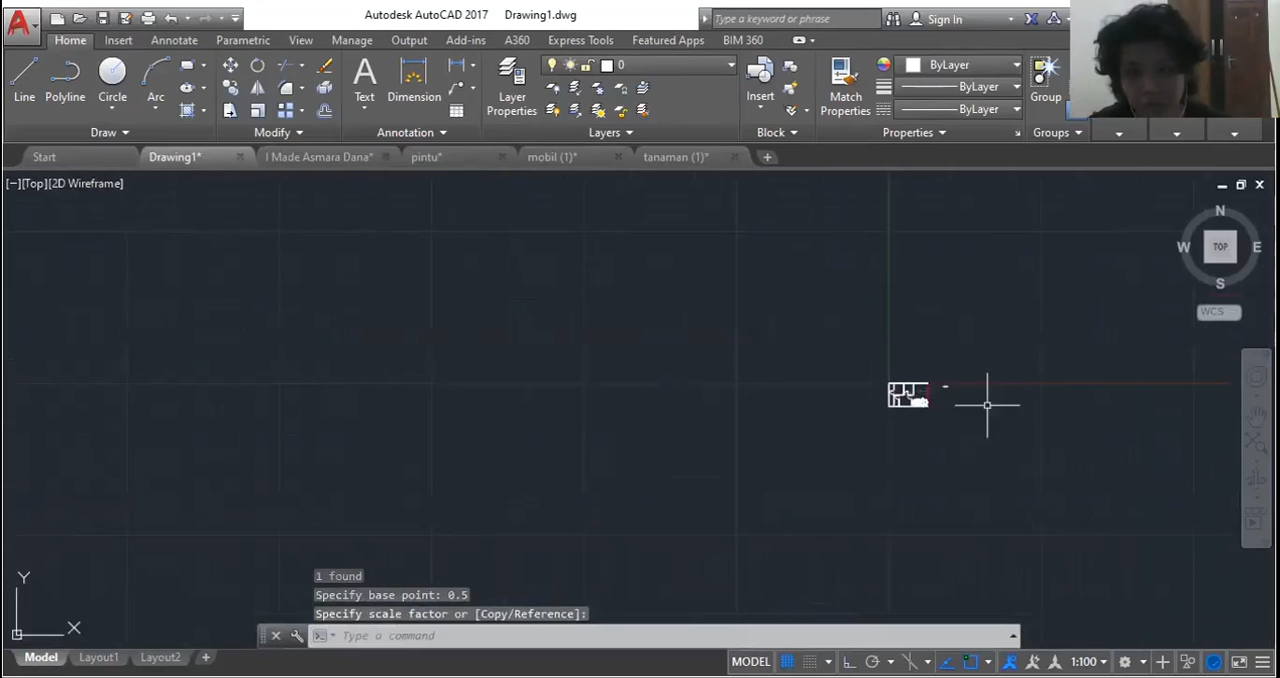 Autodesk AutoCAD 2017 Drawing1.dwg
Type a keyword or phrase
Sign In
Home Insert Annotate Parametric View Manage Output Add-ins A360 Express Tools Featured Apps BIM 360
Line Polyline Circle Arc
Text Dimension
Layer Properties
0
Insert
Match Properties
ByLayer
ByLayer
ByLayer
Group
Draw Modify Annotation Layers Block Properties Groups
Start Drawing1* I Made Asmara Dana* pintu* mobil (1)* tanaman (1)*
[−][Top][2D Wireframe]
N
W TOP E
S
WCS
Y
X
1 found
Specify base point: 0.5
Specify scale factor or [Copy/Reference]:
Type a command
Model Layout1 Layout2
MODEL 1:100